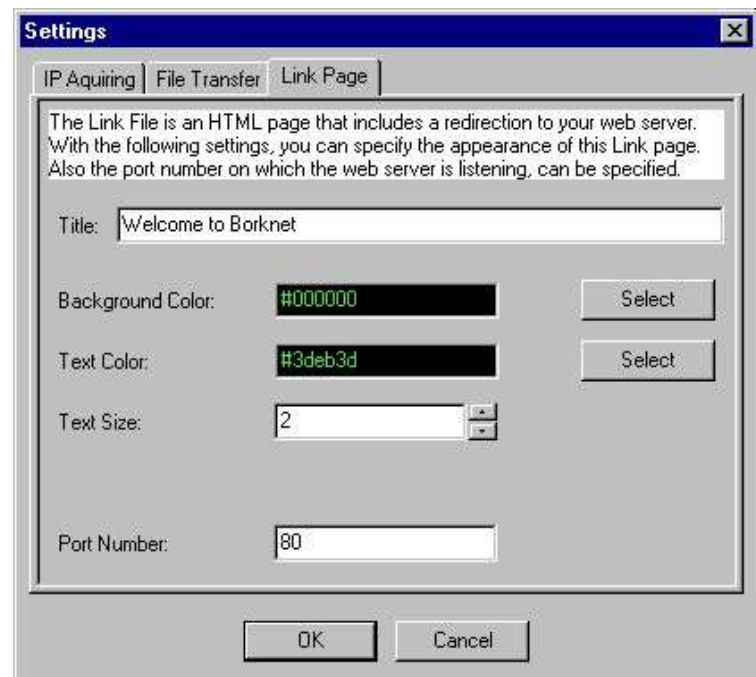 Settings
IP Aquiring File Transfer Link Page
The Link File is an HTML page that includes a redirection to your web server.
With the following settings, you can specify the appearance of this Link page.
Also the port number on which the web server is listening, can be specified.
Title: Welcome to Borknet
Background Color: #000000 Select
Text Color: #3deb3d Select
Text Size: 2
Port Number: 80
OK Cancel